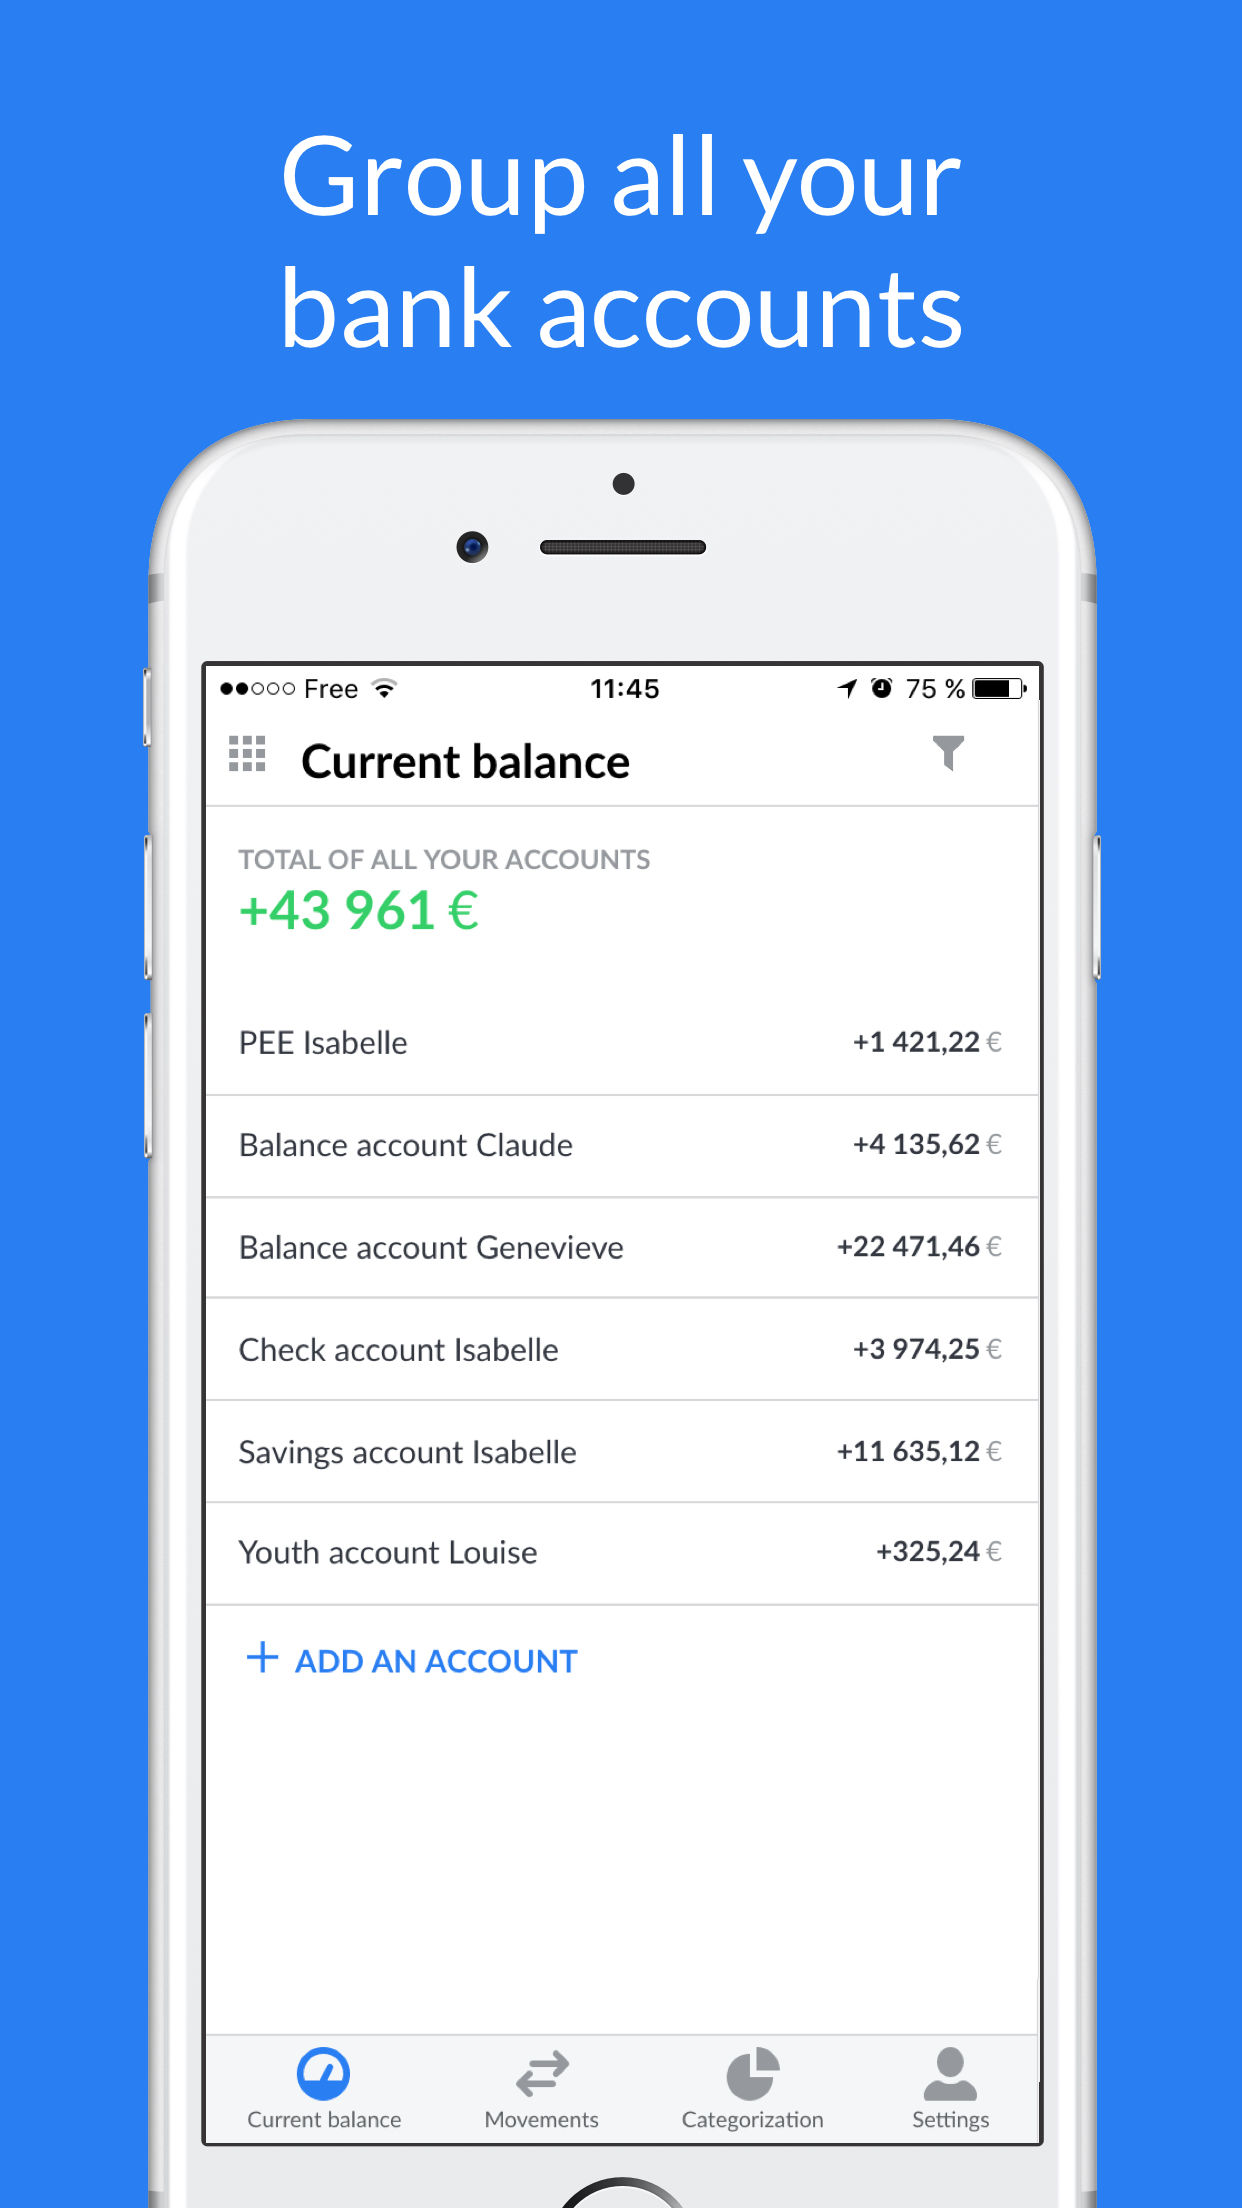 Group all your
bank accounts
Free 11:45 75 %
Current balance
TOTAL OF ALL YOUR ACCOUNTS
+43 961 €
PEE Isabelle +1 421,22 €
Balance account Claude +4 135,62 €
Balance account Genevieve +22 471,46 €
Check account Isabelle +3 974,25 €
Savings account Isabelle +11 635,12 €
Youth account Louise +325,24 €
+ ADD AN ACCOUNT
Current balance Movements Categorization Settings